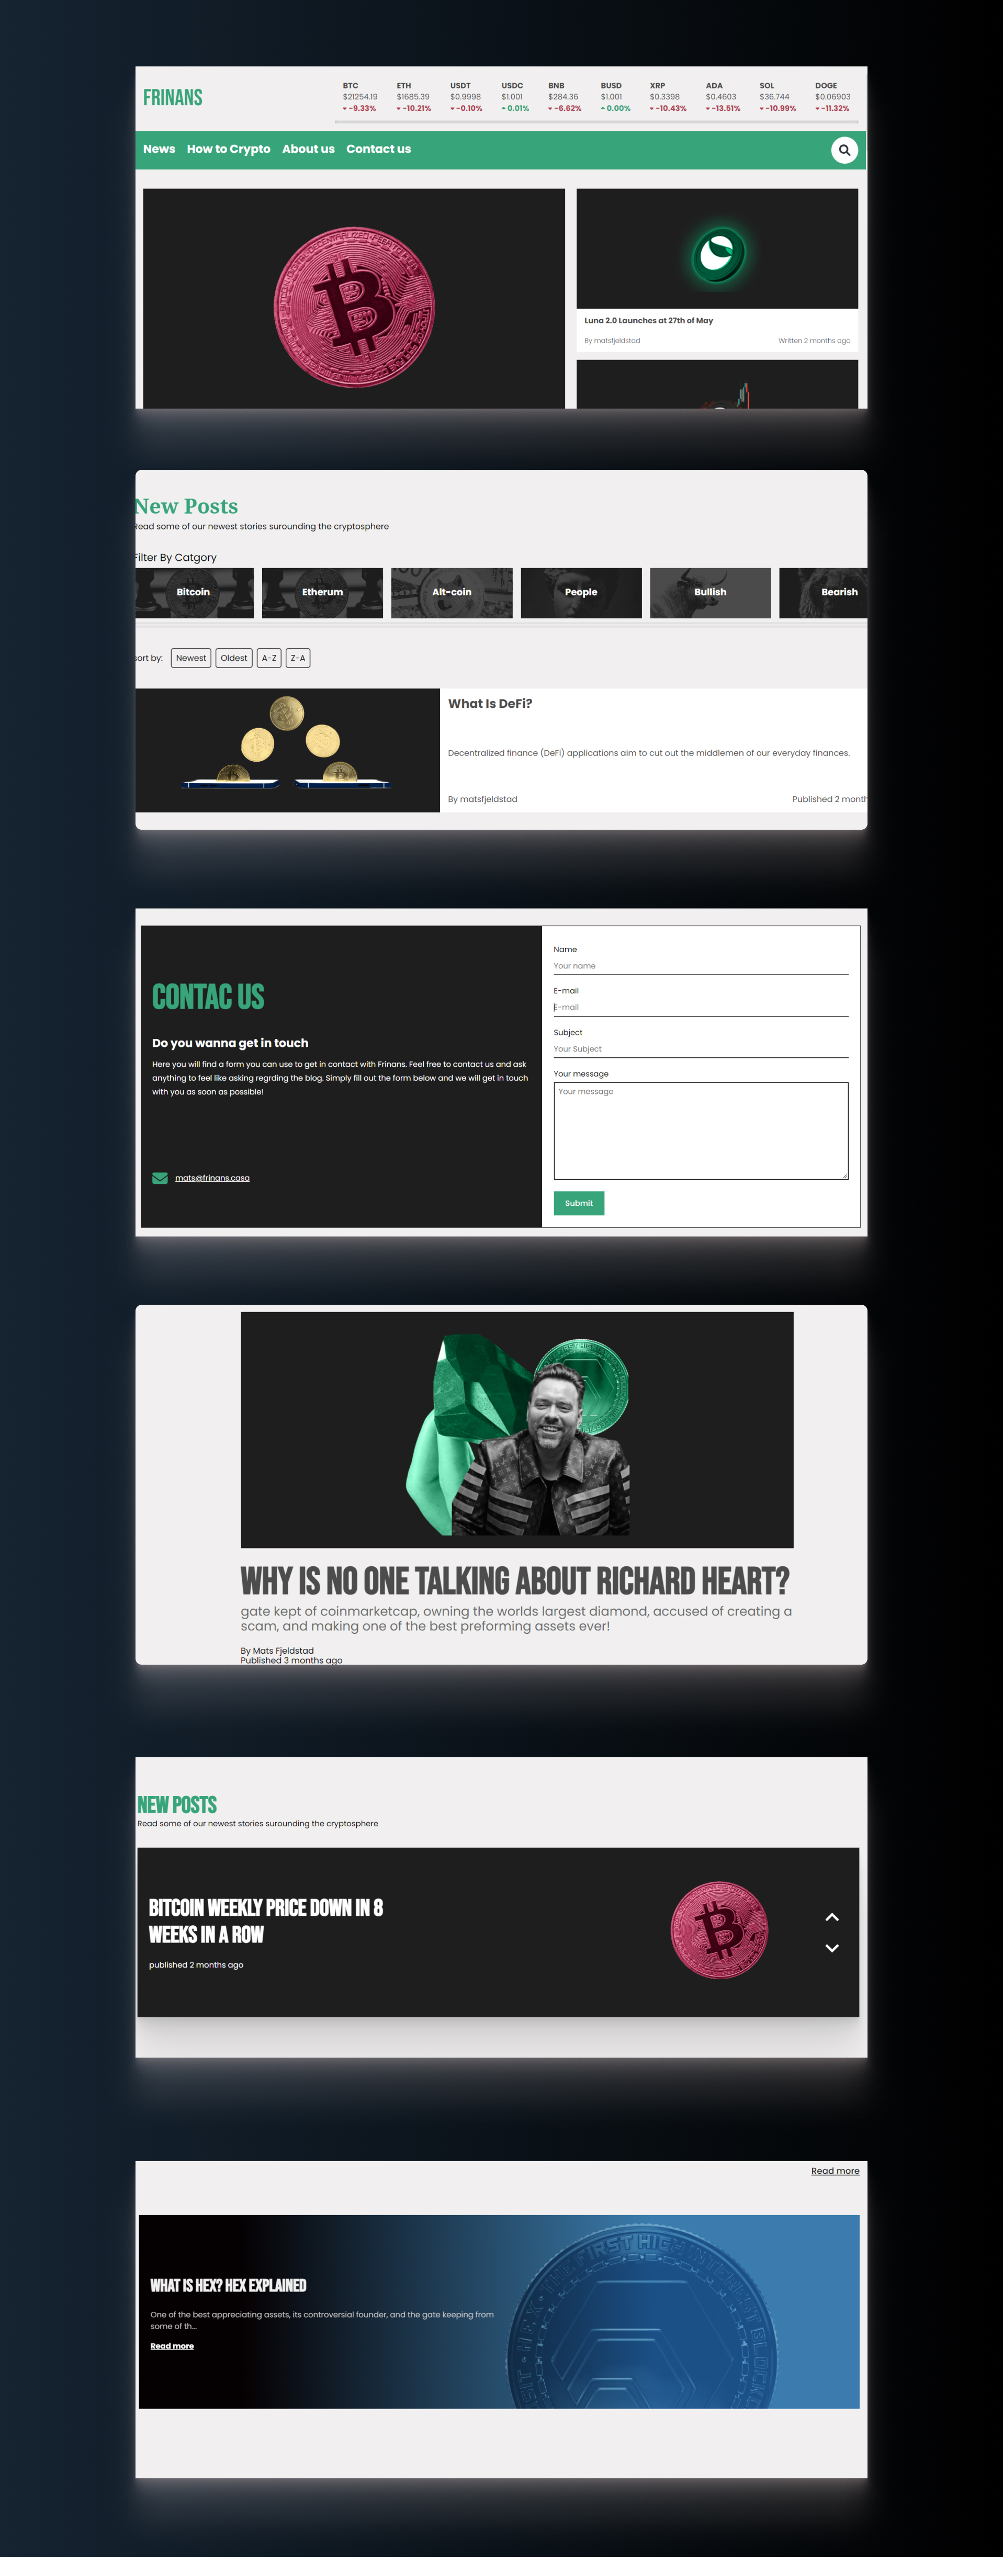 FRINANS
BTC ETH USDT USDC BNB BUSD XRP ADA SOL DOGE
$21254.19 $1685.39 $0.9998 $1.001 $284.36 $1.001 $0.3398 $0.4603 $36.744 $0.06903
-9.33% -10.21% -0.10% 0.01% -6.62% 0.00% -10.43% -13.51% -10.99% -11.32%
News How to Crypto About us Contact us
Luna 2.0 Launches at 27th of May
By matsfjeldstad Written 2 months ago
New Posts
Read some of our newest stories surounding the cryptosphere
Filter By Catgory
Bitcoin Etherum Alt-coin People Bullish Bearish
sort by: Newest Oldest A-Z Z-A
What Is DeFi?
Decentralized finance (DeFi) applications aim to cut out the middlemen of our everyday finances.
By matsfjeldstad Published 2 month
CONTAC US
Do you wanna get in touch
Here you will find a form you can use to get in contact with Frinans. Feel free to contact us and ask
anything to feel like asking regrding the blog. Simply fill out the form below and we will get in touch
with you as soon as possible!
mats@frinans.casa
Name
Your name
E-mail
E-mail
Subject
Your Subject
Your message
Your message
Submit
WHY IS NO ONE TALKING ABOUT RICHARD HEART?
gate kept of coinmarketcap, owning the worlds largest diamond, accused of creating a
scam, and making one of the best preforming assets ever!
By Mats Fjeldstad
Published 3 months ago
NEW POSTS
Read some of our newest stories surounding the cryptosphere
BITCOIN WEEKLY PRICE DOWN IN 8
WEEKS IN A ROW
published 2 months ago
Read more
WHAT IS HEX? HEX EXPLAINED
One of the best appreciating assets, its controversial founder, and the gate keeping from
some of th...
Read more